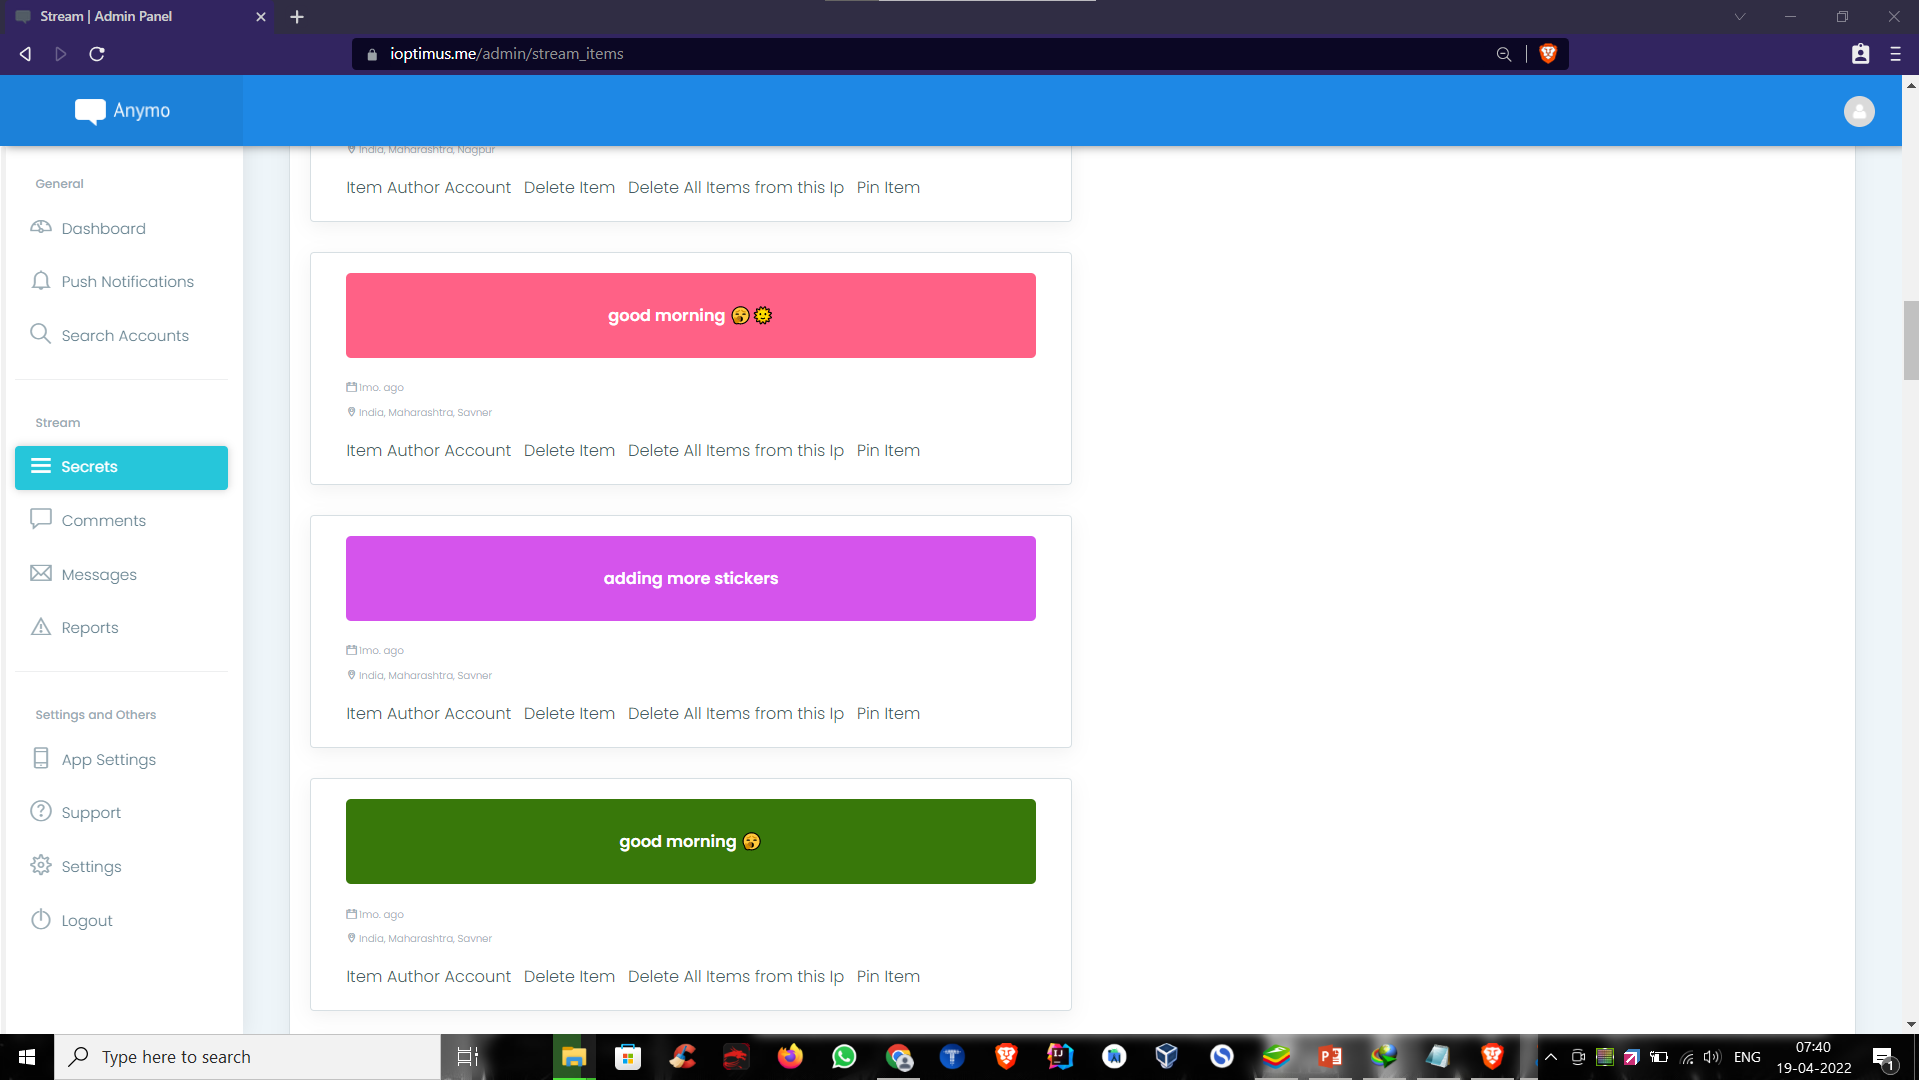 Stream | Admin Panel
ioptimus.me/admin/stream_items
Anymo
General
Dashboard
Push Notifications
Search Accounts
Stream
Secrets
Comments
Messages
Reports
Settings and Others
App Settings
Support
Settings
Logout
India, Maharashtra, Nagpur
Item Author Account Delete Item Delete All Items from this Ip Pin Item
good morning 🥱🌞
1mo. ago
India, Maharashtra, Savner
Item Author Account Delete Item Delete All Items from this Ip Pin Item
adding more stickers
1mo. ago
India, Maharashtra, Savner
Item Author Account Delete Item Delete All Items from this Ip Pin Item
good morning 🥱
1mo. ago
India, Maharashtra, Savner
Item Author Account Delete Item Delete All Items from this Ip Pin Item
Type here to search
ENG
07:40
19-04-2022
1